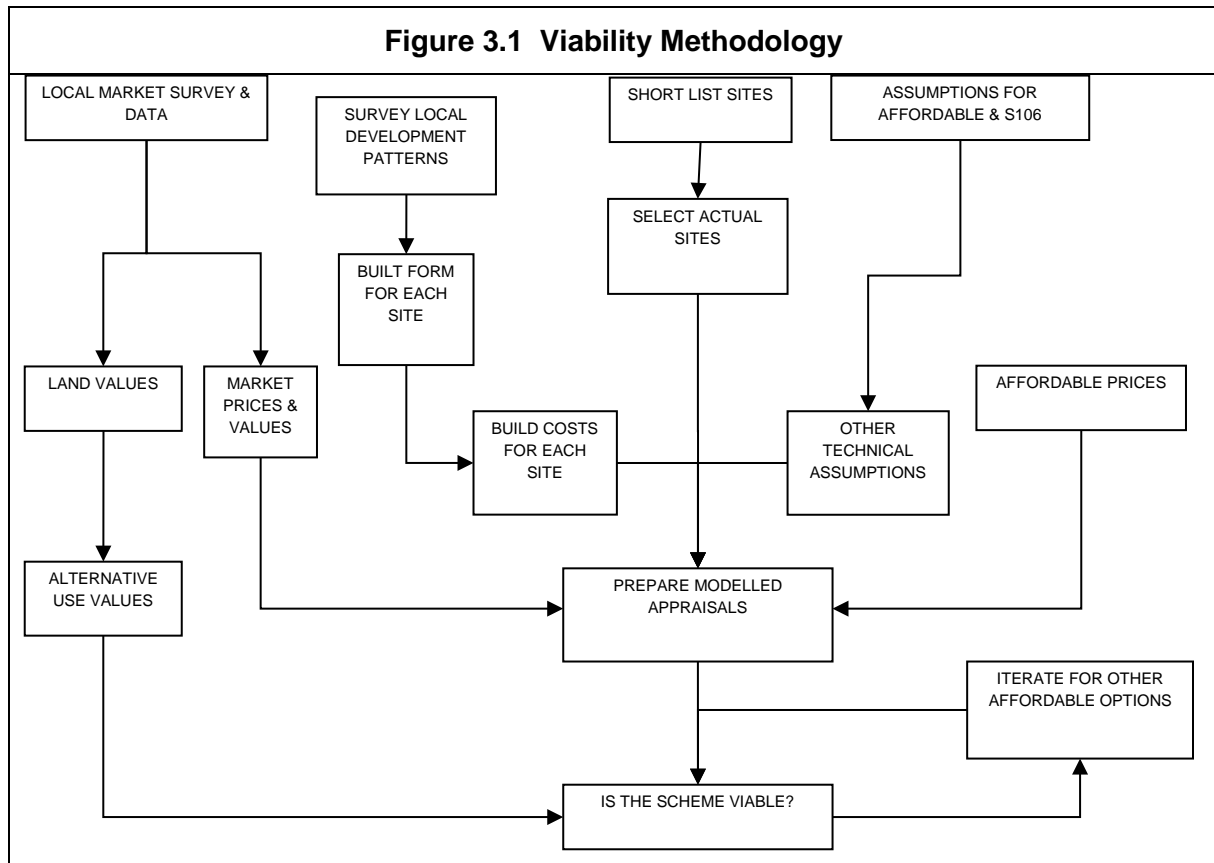 Figure 3.1 Viability Methodology
LOCAL MARKET SURVEY &
DATA
SURVEY LOCAL
DEVELOPMENT
PATTERNS
SHORT LIST SITES
ASSUMPTIONS FOR
AFFORDABLE & S106
SELECT ACTUAL
SITES
BUILT FORM
FOR EACH
SITE
LAND VALUES
MARKET
PRICES &
VALUES
BUILD COSTS
FOR EACH
SITE
OTHER
TECHNICAL
ASSUMPTIONS
AFFORDABLE PRICES
ALTERNATIVE
USE VALUES
PREPARE MODELLED
APPRAISALS
ITERATE FOR OTHER
AFFORDABLE OPTIONS
IS THE SCHEME VIABLE?